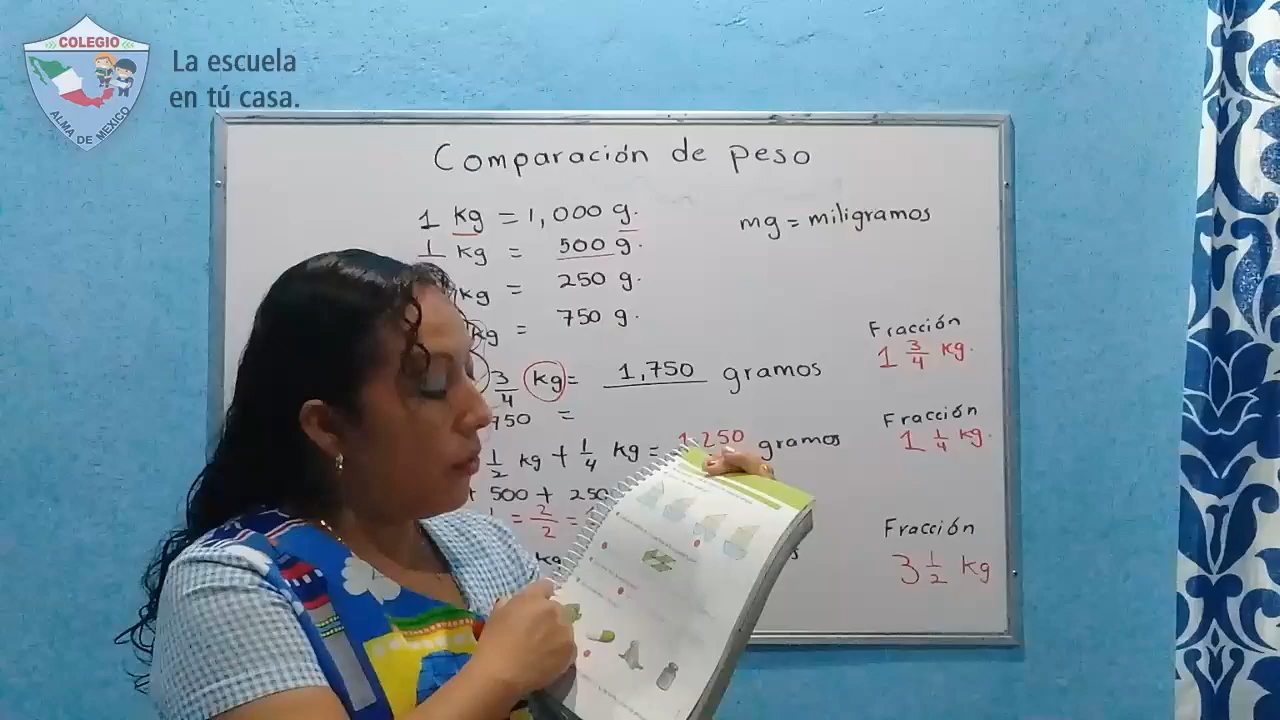 COLEGIO
ALMA DE MEXICO
La escuela
en tú casa.
Comparación de peso
1 kg = 1,000 g.
mg = miligramos
1 kg = 500 g.
kg = 250 g.
kg = 750 g.
Fracción
1 3/4 kg.
3/4 kg = 1,750 gramos
750 =
Fracción
1 1/4 kg.
1/2 kg + 1/4 kg = 1,250 gramos
+ 500 + 250
= 2/2 =
Fracción
3 1/2 kg